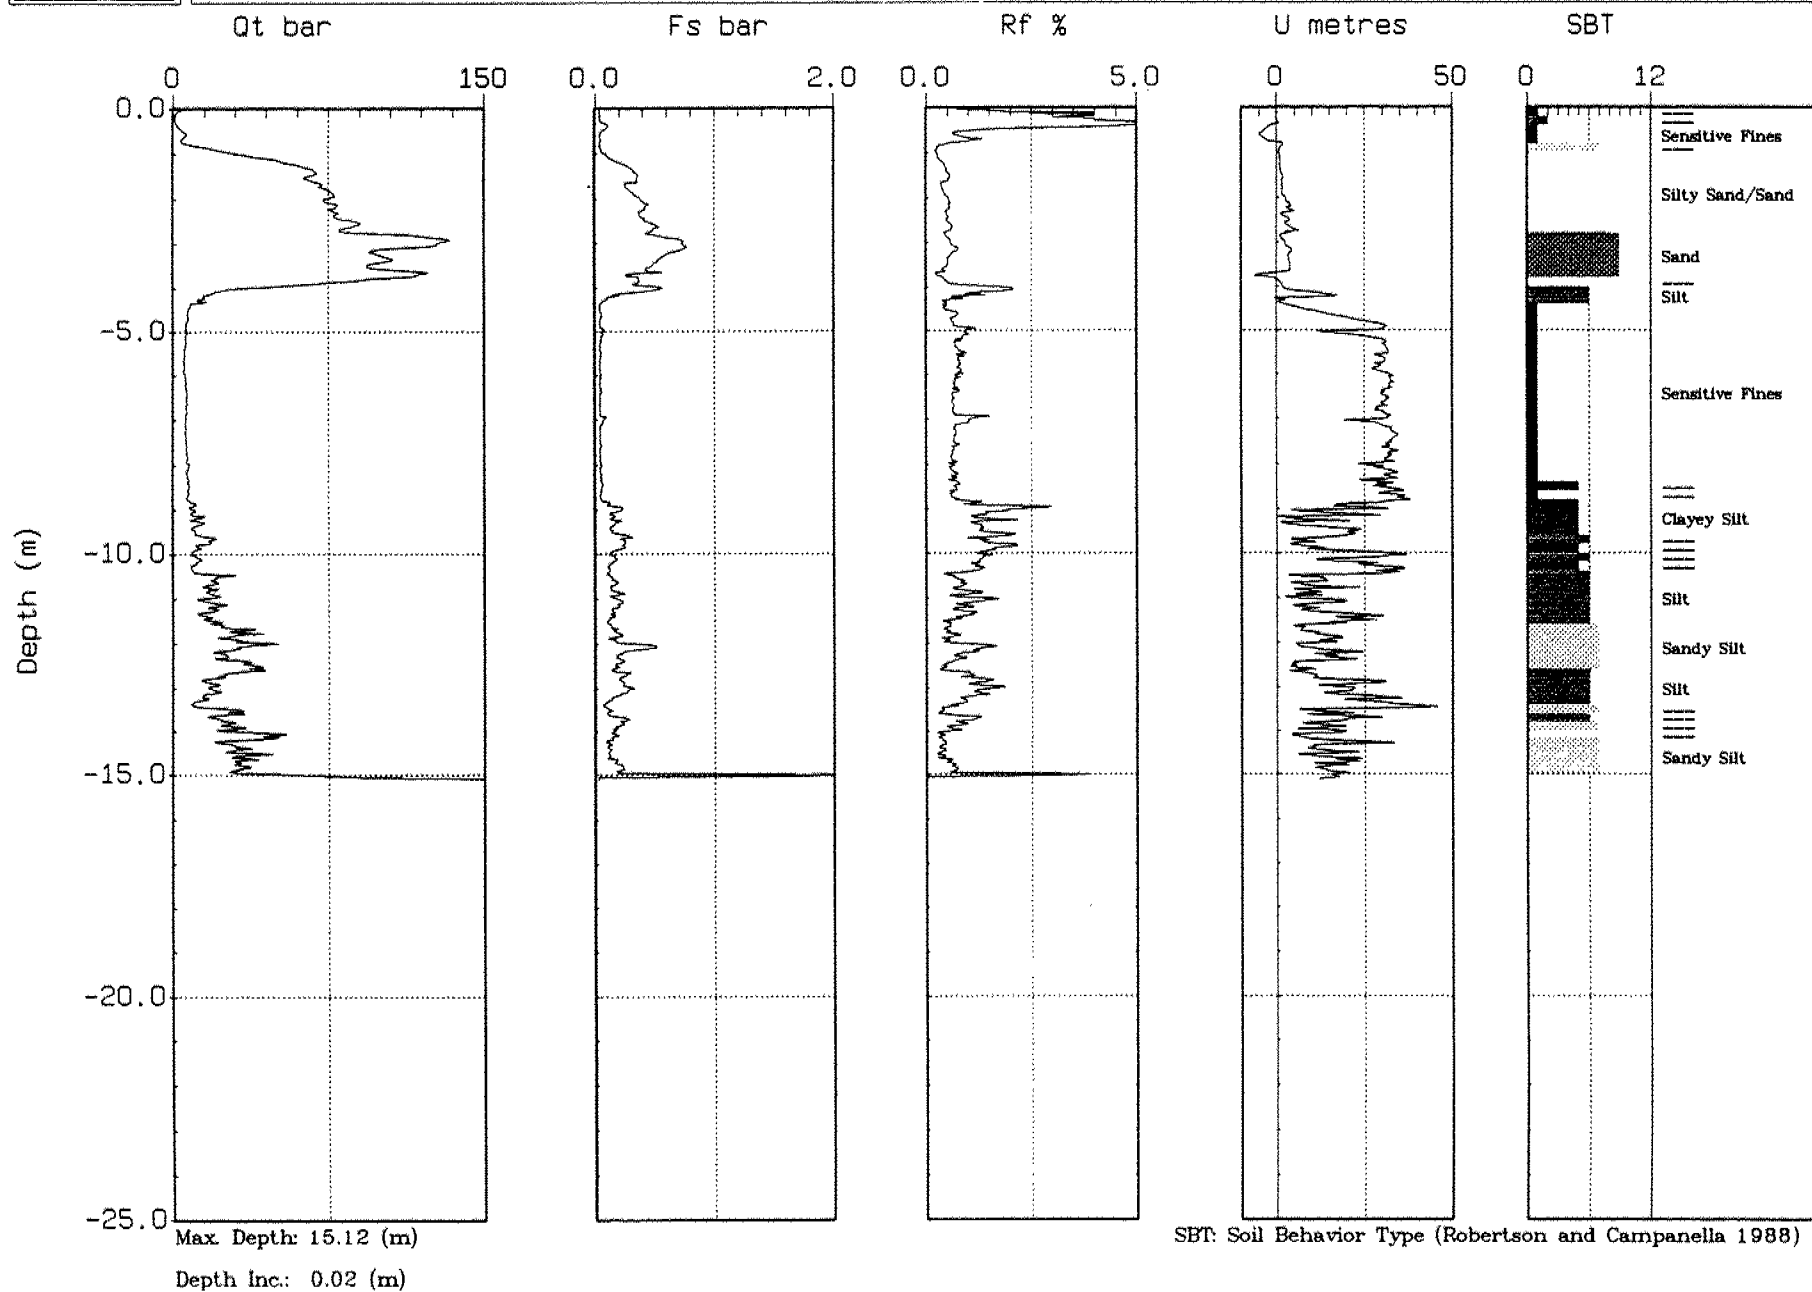 Qt bar Fs bar Rf % U metres SBT
0 150 0.0 2.0 0.0 5.0 0 50 0 12
0.0
Sensitive Fines
Silty Sand/Sand
Sand
Silt
-5.0
Sensitive Fines
Clayey Silt
-10.0
Silt
Sandy Silt
Silt
Sandy Silt
-15.0
-20.0
-25.0
Depth (m)
Max. Depth: 15.12 (m)
SBT: Soil Behavior Type (Robertson and Campanella 1988)
Depth Inc.: 0.02 (m)